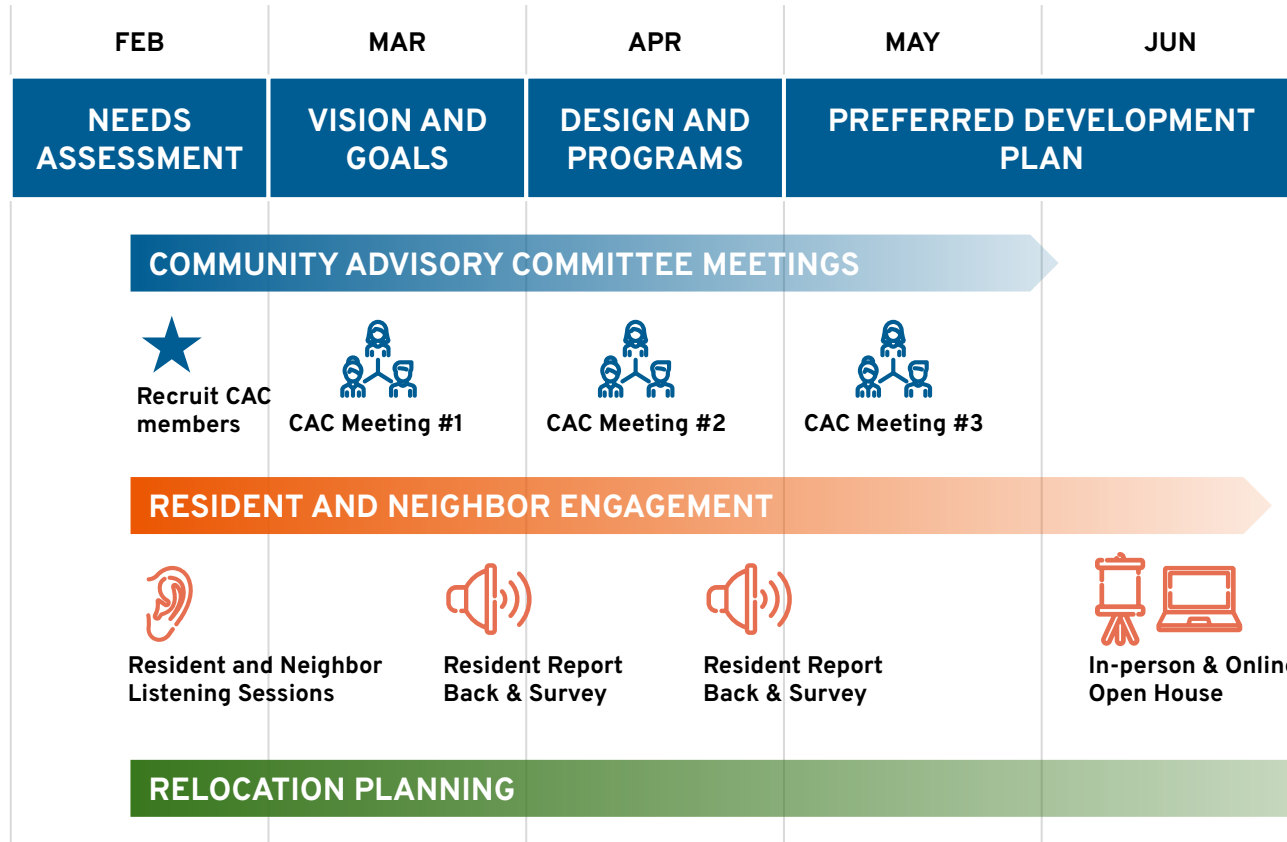 FEB
MAR
APR
MAY
JUN
NEEDS
ASSESSMENT
VISION AND
GOALS
DESIGN AND
PROGRAMS
PREFERRED DEVELOPMENT
PLAN
COMMUNITY ADVISORY COMMITTEE MEETINGS
Recruit CAC
members
CAC Meeting #1
CAC Meeting #2
CAC Meeting #3
RESIDENT AND NEIGHBOR ENGAGEMENT
Resident and Neighbor
Listening Sessions
Resident Report
Back & Survey
Resident Report
Back & Survey
In-person & Online
Open House
RELOCATION PLANNING